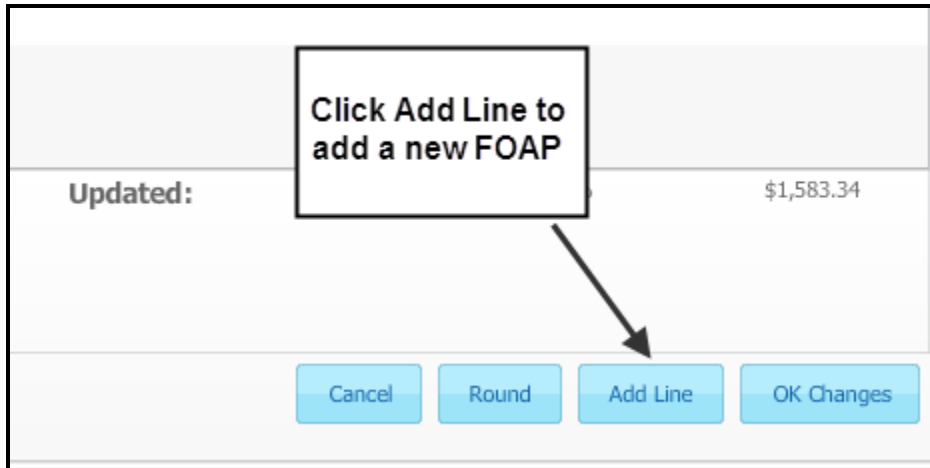 Click Add Line to
add a new FOAP
Updated:
$1,583.34
Cancel
Round
Add Line
OK Changes